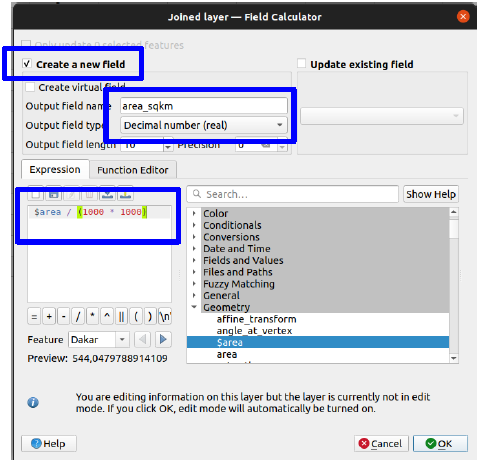 Joined layer — Field Calculator
Only update 0 selected features
Create a new field
Update existing field
Create virtual field
Output field name area_sqkm
Output field type Decimal number (real)
Output field length 10 Precision 0
Expression Function Editor
$area / (1000 * 1000)
Search...
Show Help
Color
Conditionals
Conversions
Date and Time
Fields and Values
Files and Paths
Fuzzy Matching
General
Geometry
affine_transform
angle_at_vertex
$area
area
= + - / * ^ || ( ) '\n'
Feature Dakar
Preview: 544,0479788914109
You are editing information on this layer but the layer is currently not in edit
mode. If you click OK, edit mode will automatically be turned on.
Help
Cancel
OK